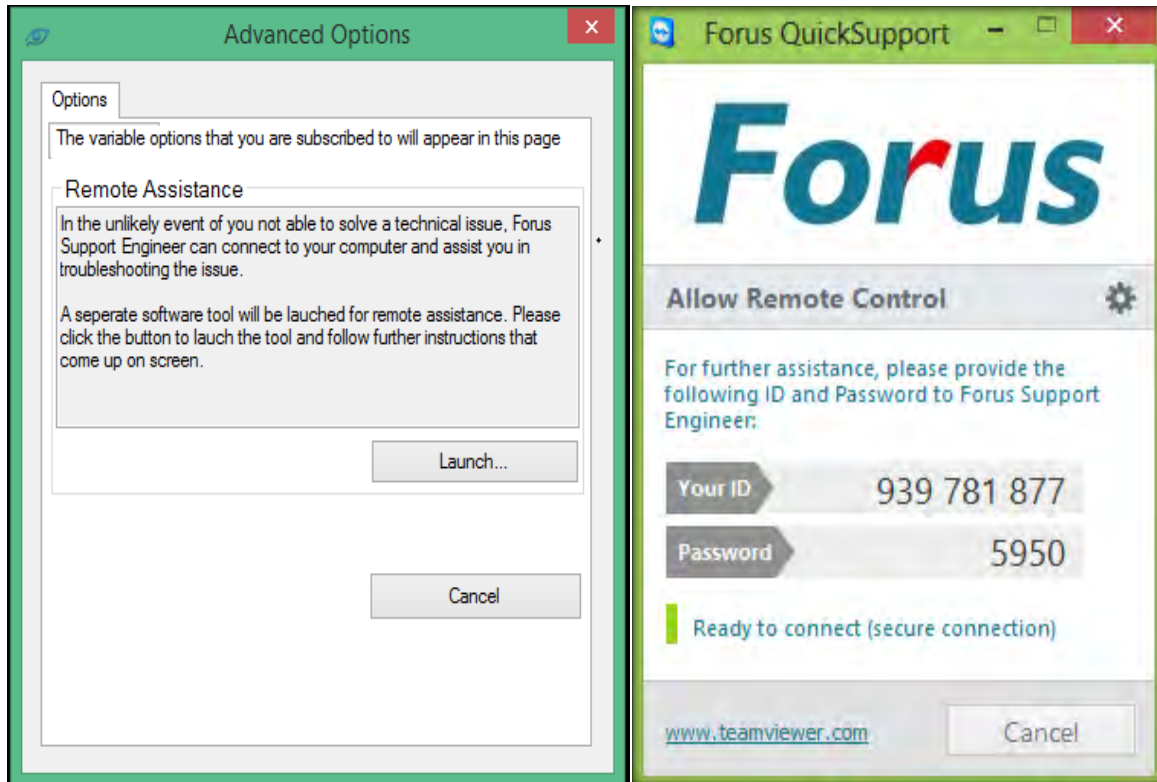 Advanced Options
x
Options
The variable options that you are subscribed to will appear in this page
Remote Assistance
In the unlikely event of you not able to solve a technical issue, Forus
Support Engineer can connect to your computer and assist you in
troubleshooting the issue.
A seperate software tool will be lauched for remote assistance. Please
click the button to lauch the tool and follow further instructions that
come up on screen.
Launch...
Cancel
Forus QuickSupport
Forus
Allow Remote Control
For further assistance, please provide the
following ID and Password to Forus Support
Engineer:
Your ID 939 781 877
Password 5950
Ready to connect (secure connection)
www.teamviewer.com
Cancel